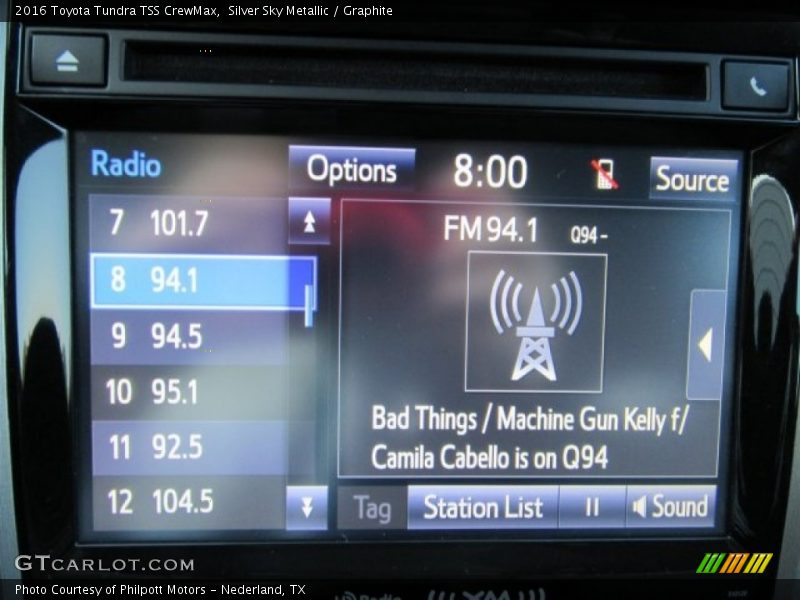 2016 Toyota Tundra TSS CrewMax,  Silver Sky Metallic / Graphite
Radio
Options
8:00
Source
7 101.7
8 94.1
9 94.5
10 95.1
11 92.5
12 104.5
FM 94.1 Q94-
Bad Things / Machine Gun Kelly f/
Camila Cabello is on Q94
Tag
Station List
Sound
GTCARLOT.COM
Photo Courtesy of Philpott Motors - Nederland, TX